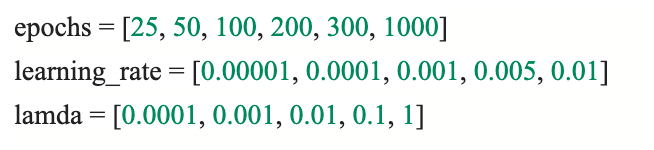 epochs = [25, 50, 100, 200, 300, 1000]
learning_rate = [0.00001, 0.0001, 0.001, 0.005, 0.01]
lamda = [0.0001, 0.001, 0.01, 0.1, 1]